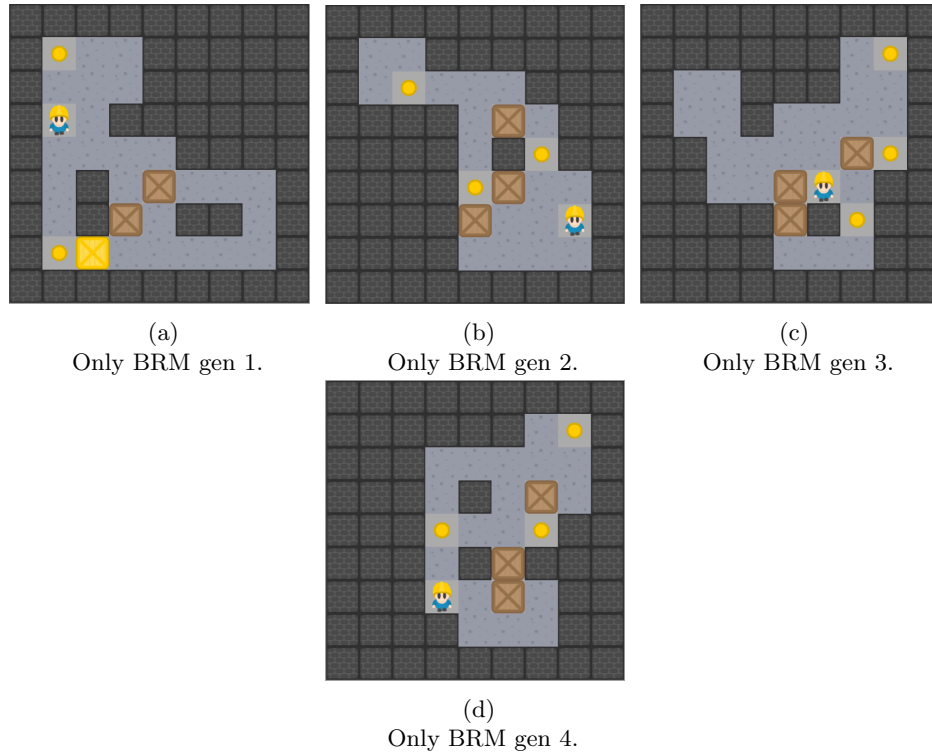 (a)
Only BRM gen 1.
(b)
Only BRM gen 2.
(c)
Only BRM gen 3.
(d)
Only BRM gen 4.